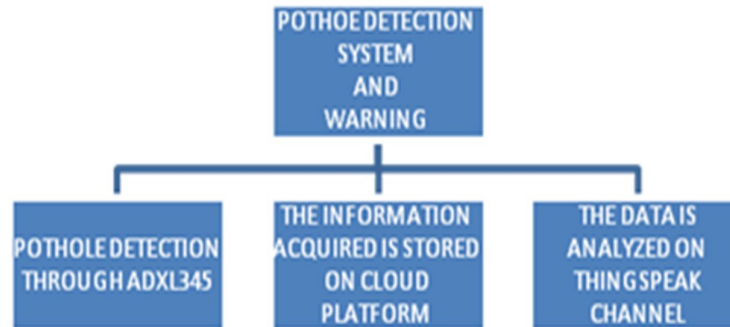 POTHOE DETECTION
SYSTEM
AND
WARNING
POTHOLE DETECTION
THROUGH ADXL345
THE INFORMATION
ACQUIRED IS STORED
ON CLOUD
PLATFORM
THE DATA IS
ANALYZED ON
THINGSPEAK
CHANNEL